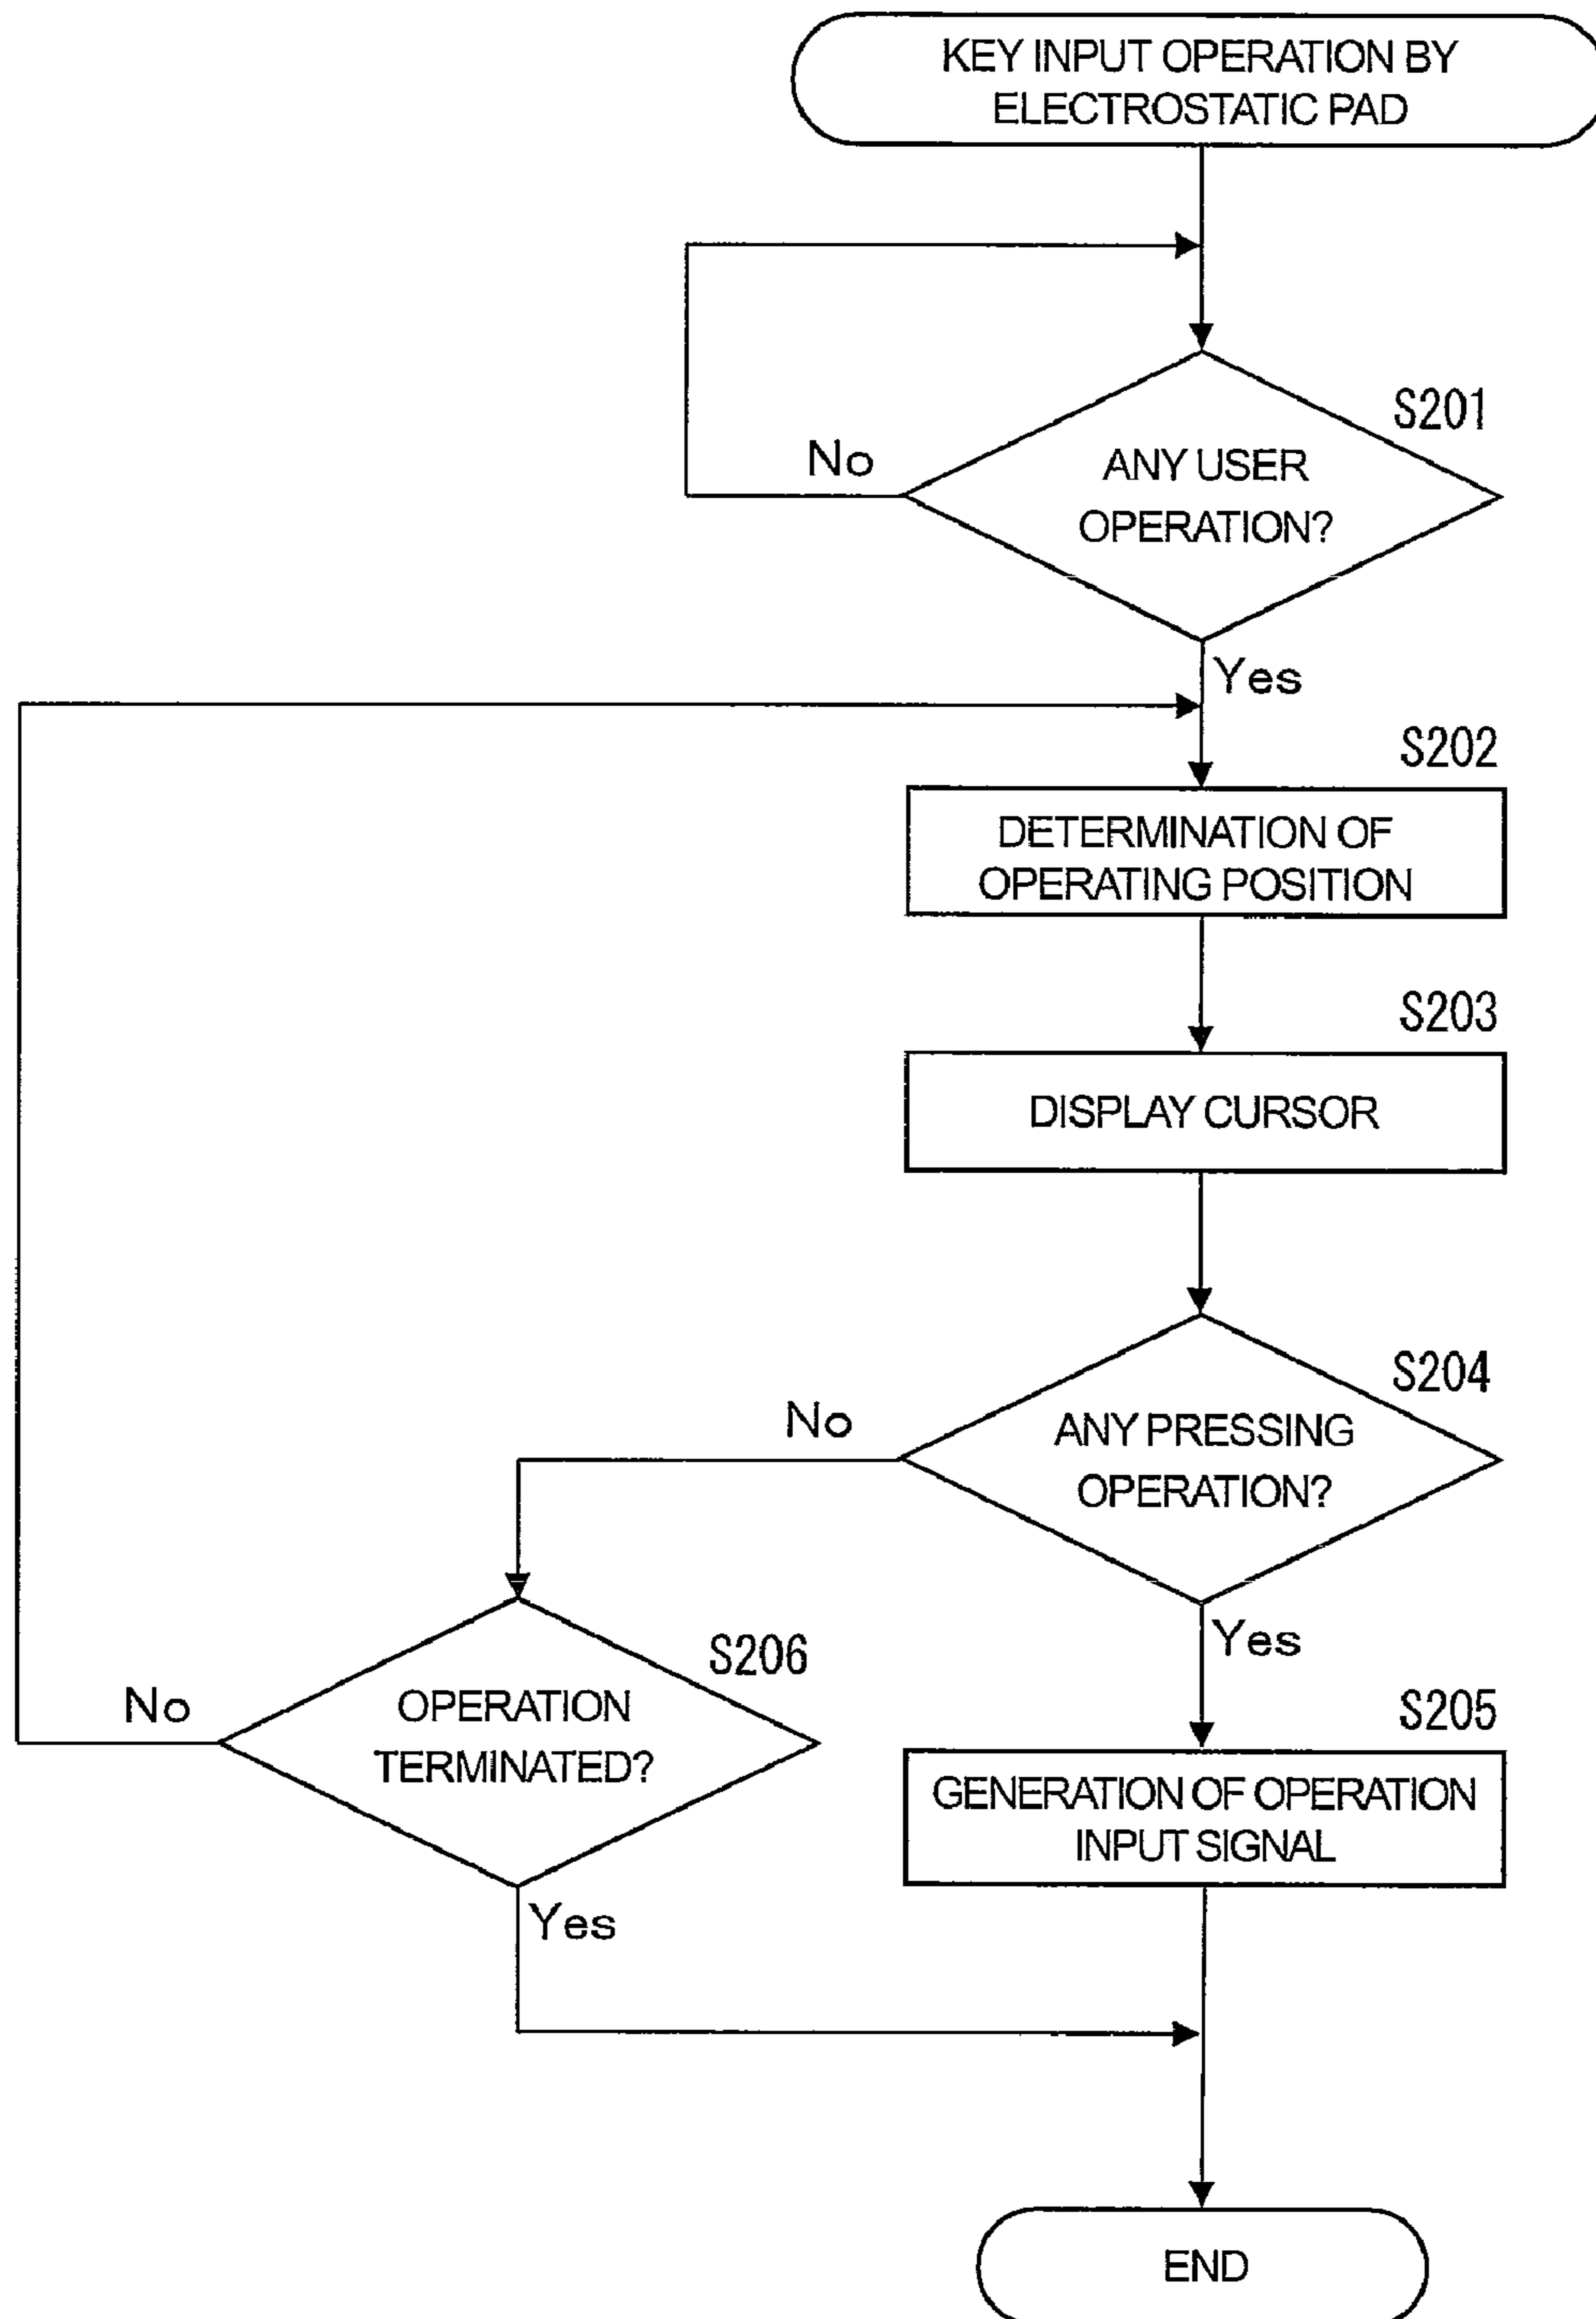 KEY INPUT OPERATION BY
ELECTROSTATIC PAD
S201
No
ANY USER
OPERATION?
Yes
S202
DETERMINATION OF
OPERATING POSITION
S203
DISPLAY CURSOR
S204
No
ANY PRESSING
OPERATION?
Yes
S206
No
OPERATION
TERMINATED?
S205
GENERATION OF OPERATION
INPUT SIGNAL
Yes
END